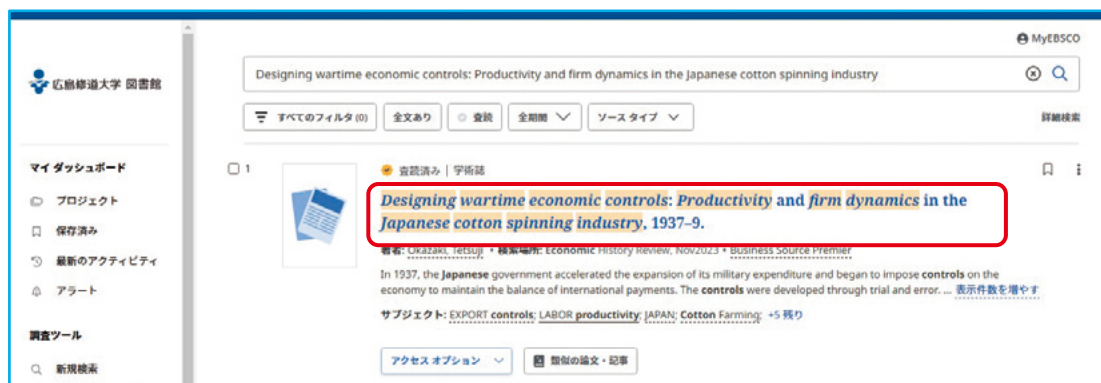 MyEBSCO
広島修道大学 図書館
Designing wartime economic controls: Productivity and firm dynamics in the Japanese cotton spinning industry
すべてのフィルタ (0)
全文あり
査読
全期間
ソース タイプ
詳細検索
マイ ダッシュボード
プロジェクト
保存済み
最新のアクティビティ
アラート
調査ツール
新規検索
1
査読済み | 学術誌
Designing wartime economic controls: Productivity and firm dynamics in the
Japanese cotton spinning industry, 1937–9.
著者: Okazaki, Tetsuji • 検索場所: Economic History Review, Nov2023 • Business Source Premier
In 1937, the Japanese government accelerated the expansion of its military expenditure and began to impose controls on the
economy to maintain the balance of international payments. The controls were developed through trial and error. ... 表示件数を増やす
サブジェクト: EXPORT controls; LABOR productivity; JAPAN; Cotton Farming; +5 残り
アクセス オプション
類似の論文・記事